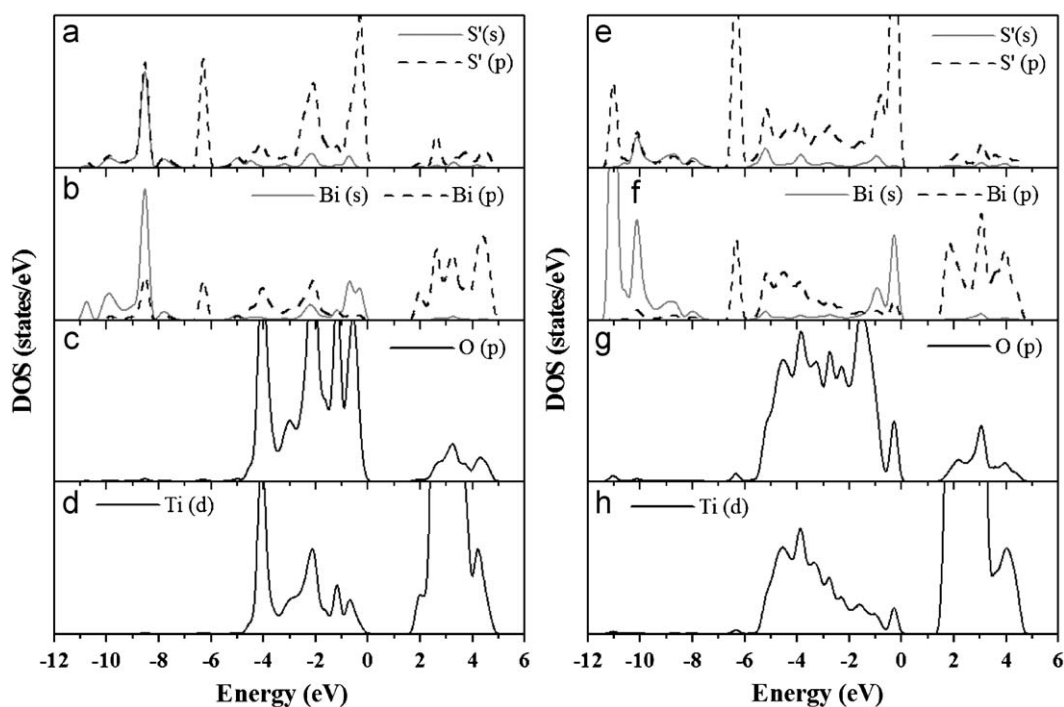 a
S'(s)
S' (p)
b
Bi (s) Bi (p)
c
O (p)
d
Ti (d)
DOS (states/eV)
-12 -10 -8 -6 -4 -2 0 2 4 6
Energy (eV)
e
S'(s)
S' (p)
f
Bi (s) Bi (p)
g
O (p)
h
Ti (d)
DOS (states/eV)
-12 -10 -8 -6 -4 -2 0 2 4 6
Energy (eV)